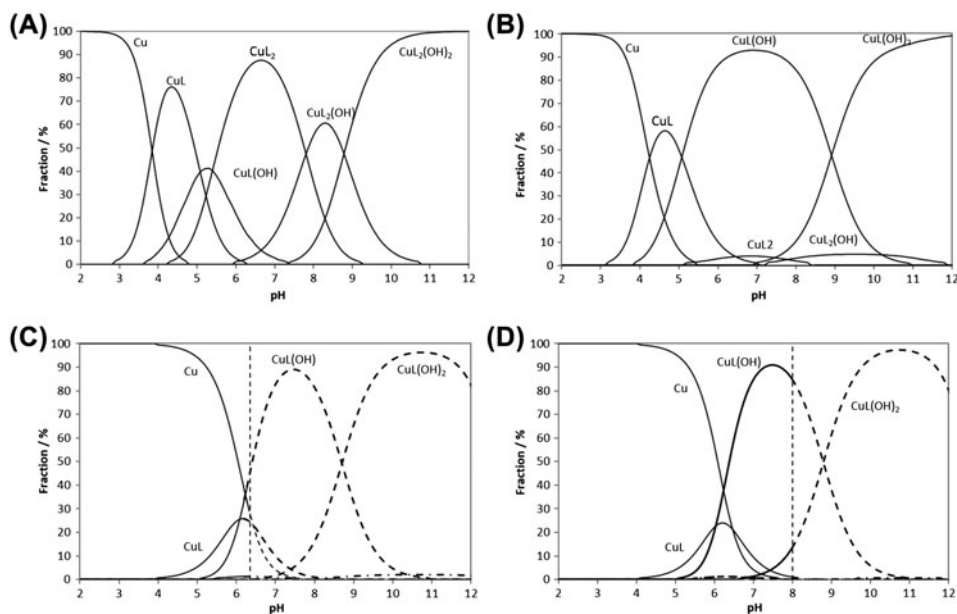 (A)
Cu
CuL
CuL(OH)
CuL₂
CuL₂(OH)
CuL₂(OH)₂
Fraction / %
100
90
80
70
60
50
40
30
20
10
0
2 3 4 5 6 7 8 9 10 11 12
pH
(B)
Cu
CuL
CuL(OH)
CuL(OH)₂
CuL2
CuL₂(OH)
Fraction / %
100
90
80
70
60
50
40
30
20
10
0
2 3 4 5 6 7 8 9 10 11 12
pH
(C)
Cu
CuL
CuL(OH)
CuL(OH)₂
Fraction / %
100
90
80
70
60
50
40
30
20
10
0
2 3 4 5 6 7 8 9 10 11 12
pH
(D)
Cu
CuL
CuL(OH)
CuL(OH)₂
Fraction / %
100
90
80
70
60
50
40
30
20
10
0
2 3 4 5 6 7 8 9 10 11 12
pH